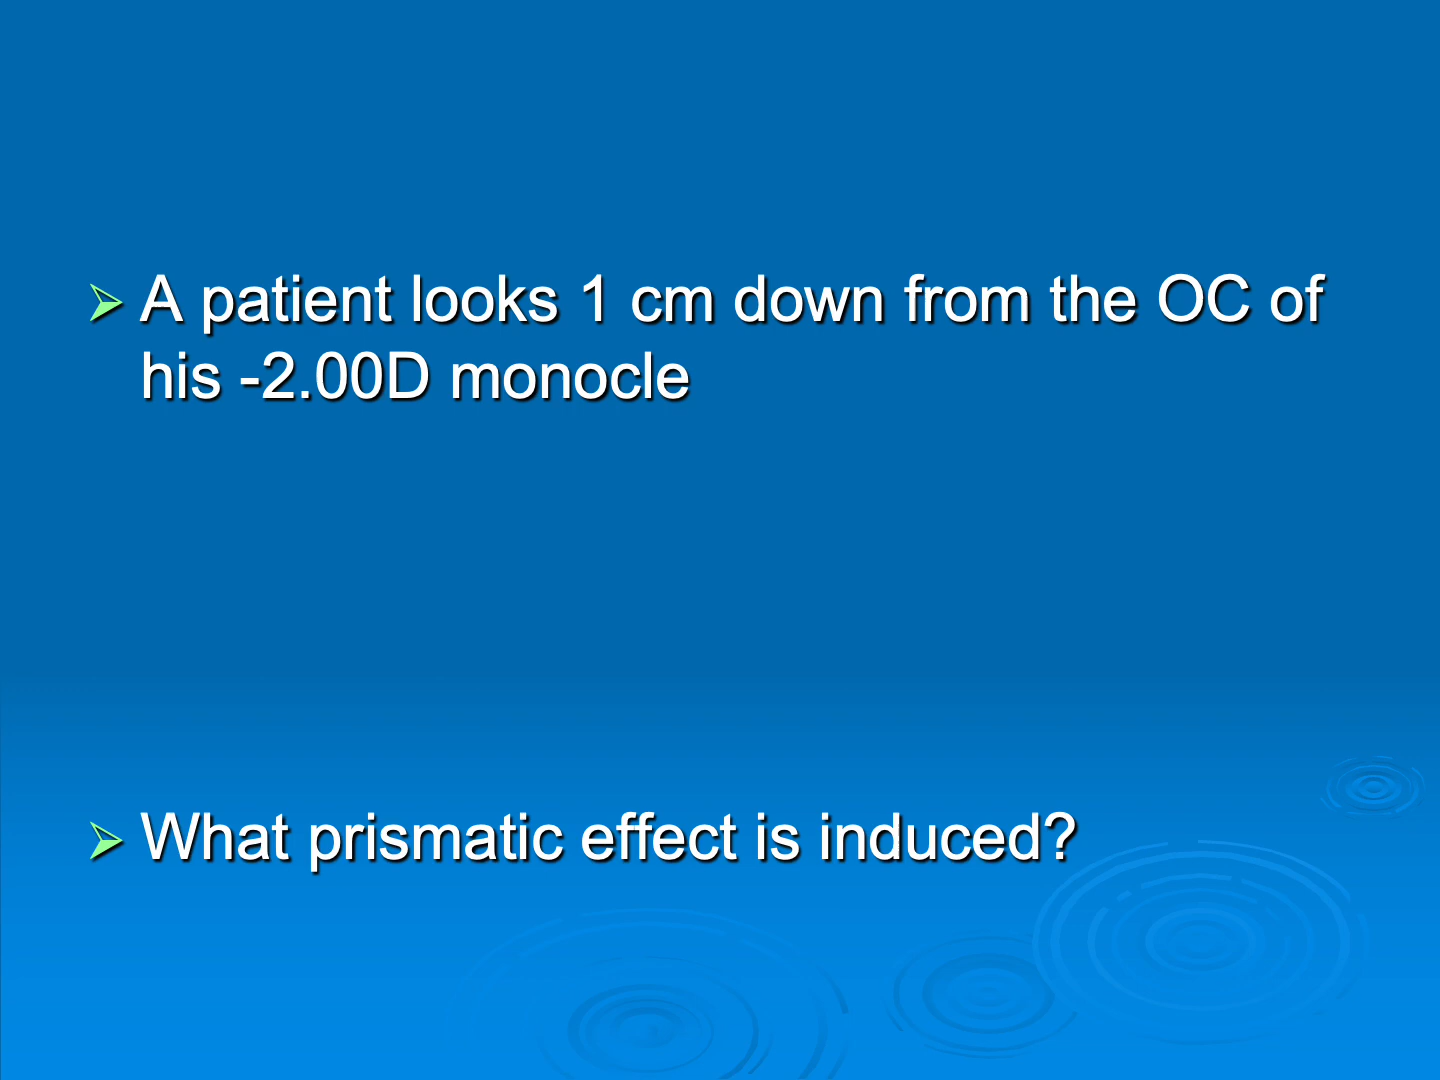 A patient looks 1 cm down from the OC of
his -2.00D monocle
What prismatic effect is induced?